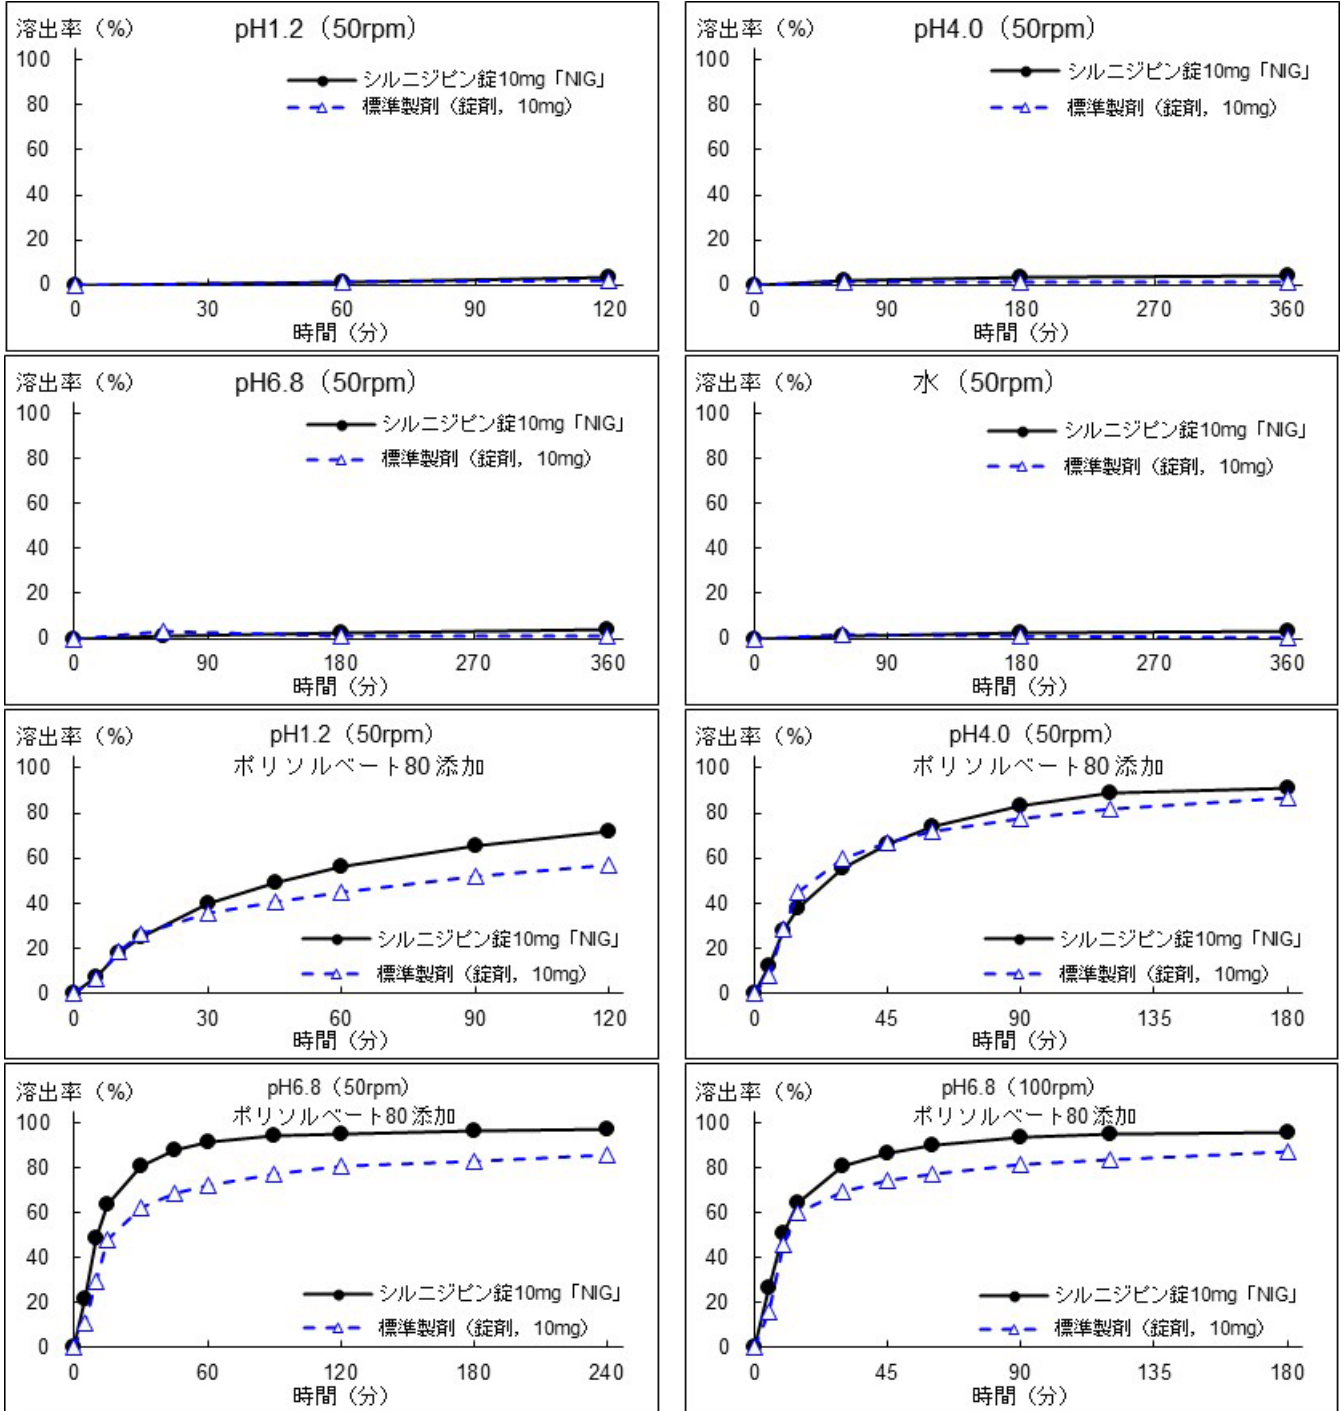 溶出率（%） pH1.2（50rpm）
100
80
60
40
20
0
シルニジピン錠10mg「NIG」
標準製剤（錠剤，10mg）
0 30 60 90 120
時間（分）
溶出率（%） pH4.0（50rpm）
100
80
60
40
20
0
シルニジピン錠10mg「NIG」
標準製剤（錠剤，10mg）
0 90 180 270 360
時間（分）
溶出率（%） pH6.8（50rpm）
100
80
60
40
20
0
シルニジピン錠10mg「NIG」
標準製剤（錠剤，10mg）
0 90 180 270 360
時間（分）
溶出率（%） 水（50rpm）
100
80
60
40
20
0
シルニジピン錠10mg「NIG」
標準製剤（錠剤，10mg）
0 90 180 270 360
時間（分）
溶出率（%） pH1.2（50rpm）
ポリソルベート80添加
100
80
60
40
20
0
シルニジピン錠10mg「NIG」
標準製剤（錠剤，10mg）
0 30 60 90 120
時間（分）
溶出率（%） pH4.0（50rpm）
ポリソルベート80添加
100
80
60
40
20
0
シルニジピン錠10mg「NIG」
標準製剤（錠剤，10mg）
0 45 90 135 180
時間（分）
溶出率（%） pH6.8（50rpm）
ポリソルベート80添加
100
80
60
40
20
0
シルニジピン錠10mg「NIG」
標準製剤（錠剤，10mg）
0 60 120 180 240
時間（分）
溶出率（%） pH6.8（100rpm）
ポリソルベート80添加
100
80
60
40
20
0
シルニジピン錠10mg「NIG」
標準製剤（錠剤，10mg）
0 45 90 135 180
時間（分）